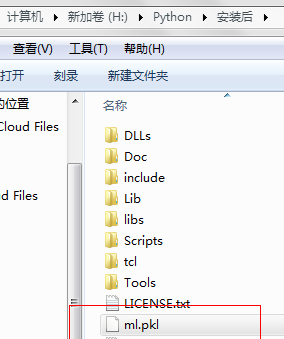 计算机 新加卷 (H:) Python 安装后
查看(V) 工具(T) 帮助(H)
打开 刻录 新建文件夹
的位置
Cloud Files
d Files
名称
DLLs
Doc
include
Lib
libs
Scripts
tcl
Tools
LICENSE.txt
ml.pkl